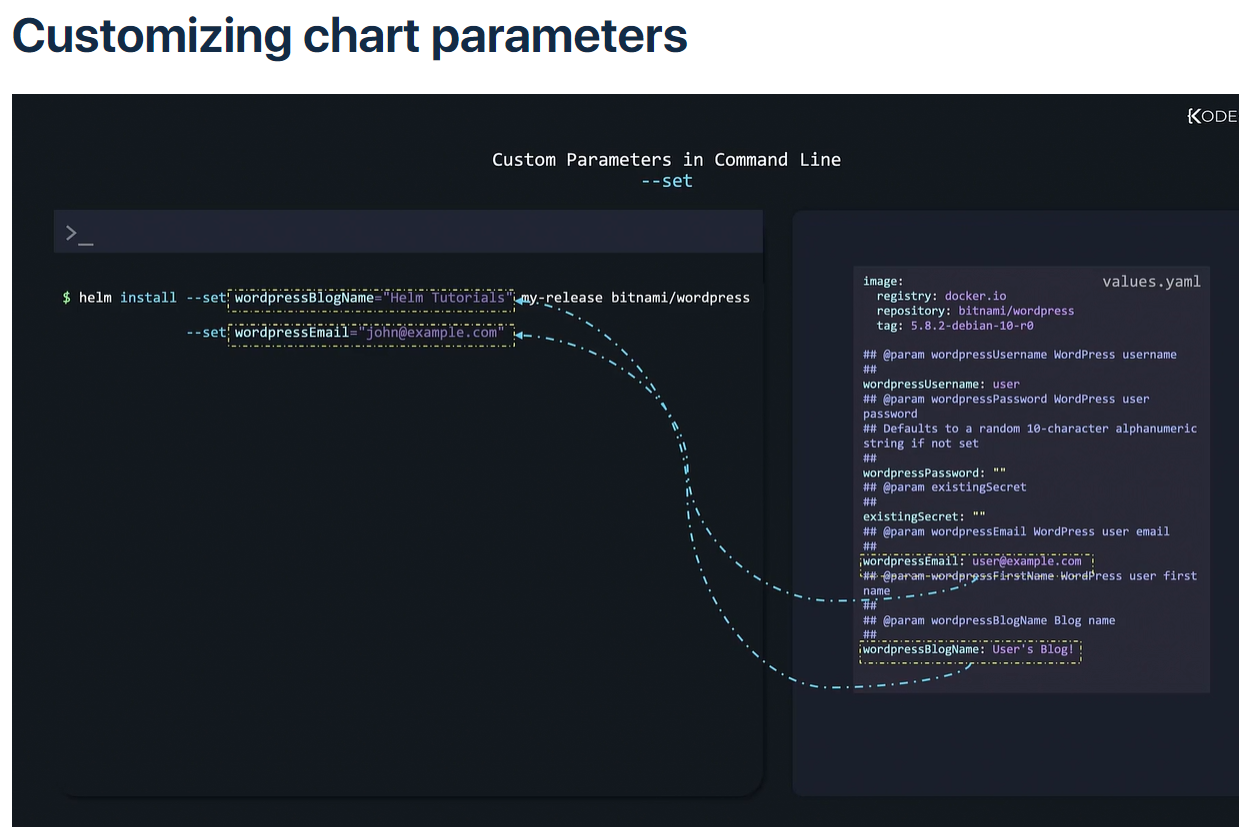 Customizing chart parameters
KODE
Custom Parameters in Command Line
--set
>_
$ helm install --set wordpressBlogName="Helm Tutorials" my-release bitnami/wordpress
--set wordpressEmail="john@example.com"
values.yaml
image:
registry: docker.io
repository: bitnami/wordpress
tag: 5.8.2-debian-10-r0
## @param wordpressUsername WordPress username
##
wordpressUsername: user
## @param wordpressPassword WordPress user
password
## Defaults to a random 10-character alphanumeric
string if not set
##
wordpressPassword: ""
## @param existingSecret
##
existingSecret: ""
## @param wordpressEmail WordPress user email
##
wordpressEmail: user@example.com
## @param wordpressFirstName WordPress user first
name
##
## @param wordpressBlogName Blog name
##
wordpressBlogName: User's Blog!